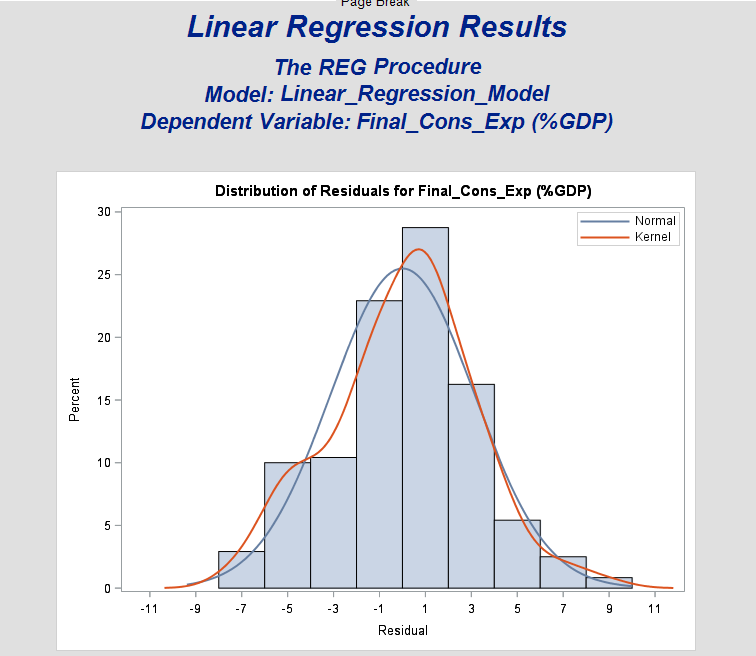 Page Break
Linear Regression Results
The REG Procedure
Model: Linear_Regression_Model
Dependent Variable: Final_Cons_Exp (%GDP)
Distribution of Residuals for Final_Cons_Exp (%GDP)
Normal
Kernel
30
25
20
15
10
5
0
Percent
-11 -9 -7 -5 -3 -1 1 3 5 7 9 11
Residual